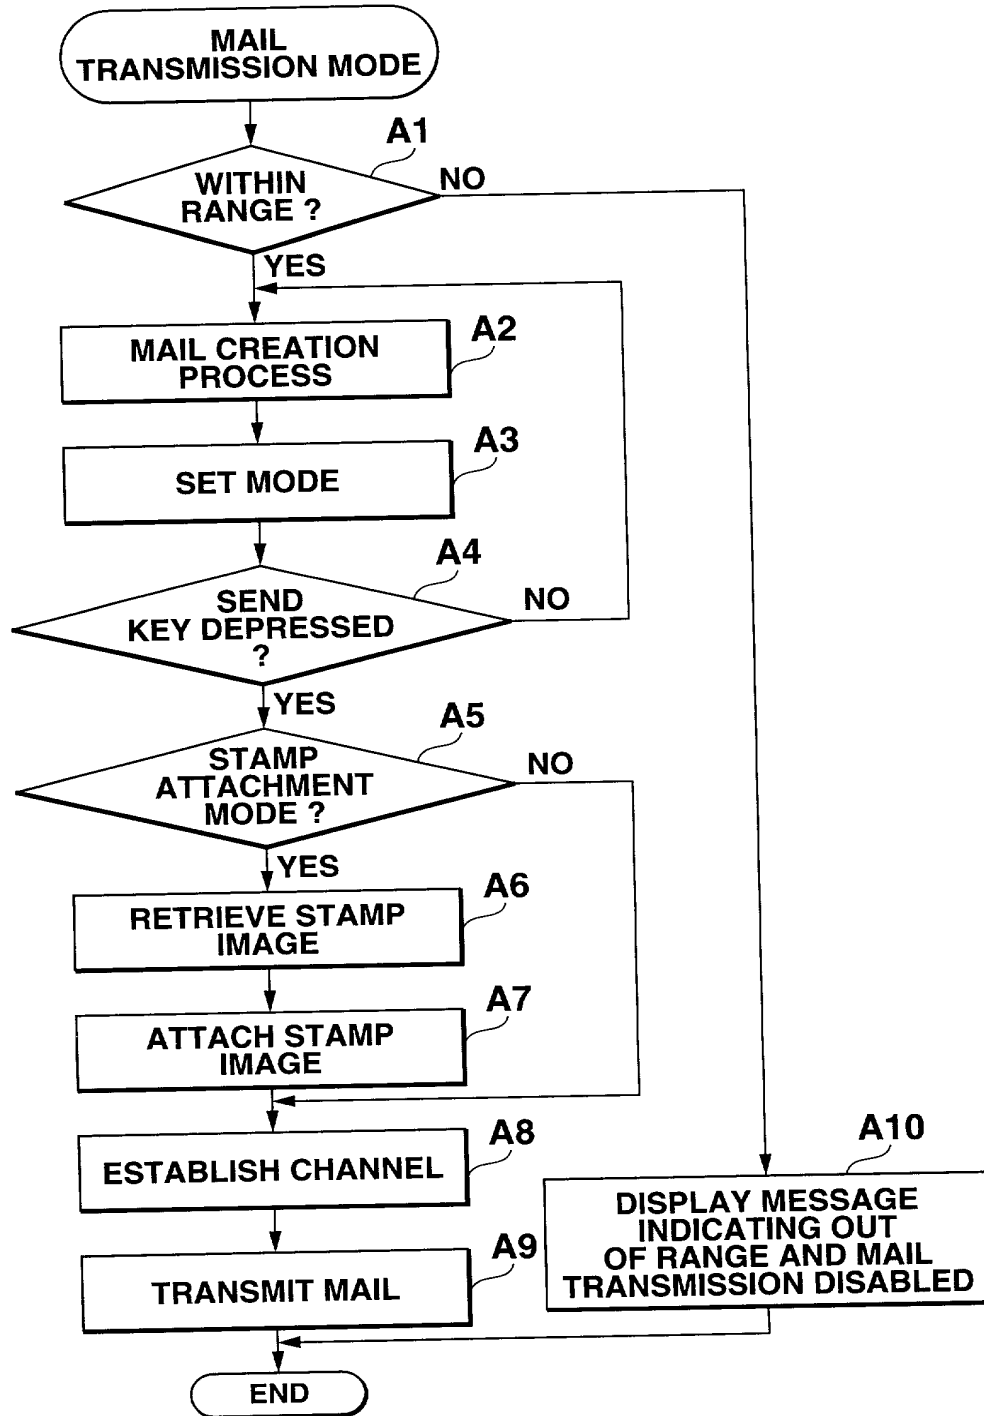 MAIL
TRANSMISSION MODE
A1
WITHIN
RANGE ?
NO
YES
A2
MAIL CREATION
PROCESS
A3
SET MODE
A4
SEND
KEY DEPRESSED
?
NO
YES
A5
STAMP
ATTACHMENT
MODE ?
NO
YES
A6
RETRIEVE STAMP
IMAGE
A7
ATTACH STAMP
IMAGE
A8
ESTABLISH CHANNEL
A9
TRANSMIT MAIL
A10
DISPLAY MESSAGE
INDICATING OUT
OF RANGE AND MAIL
TRANSMISSION DISABLED
END